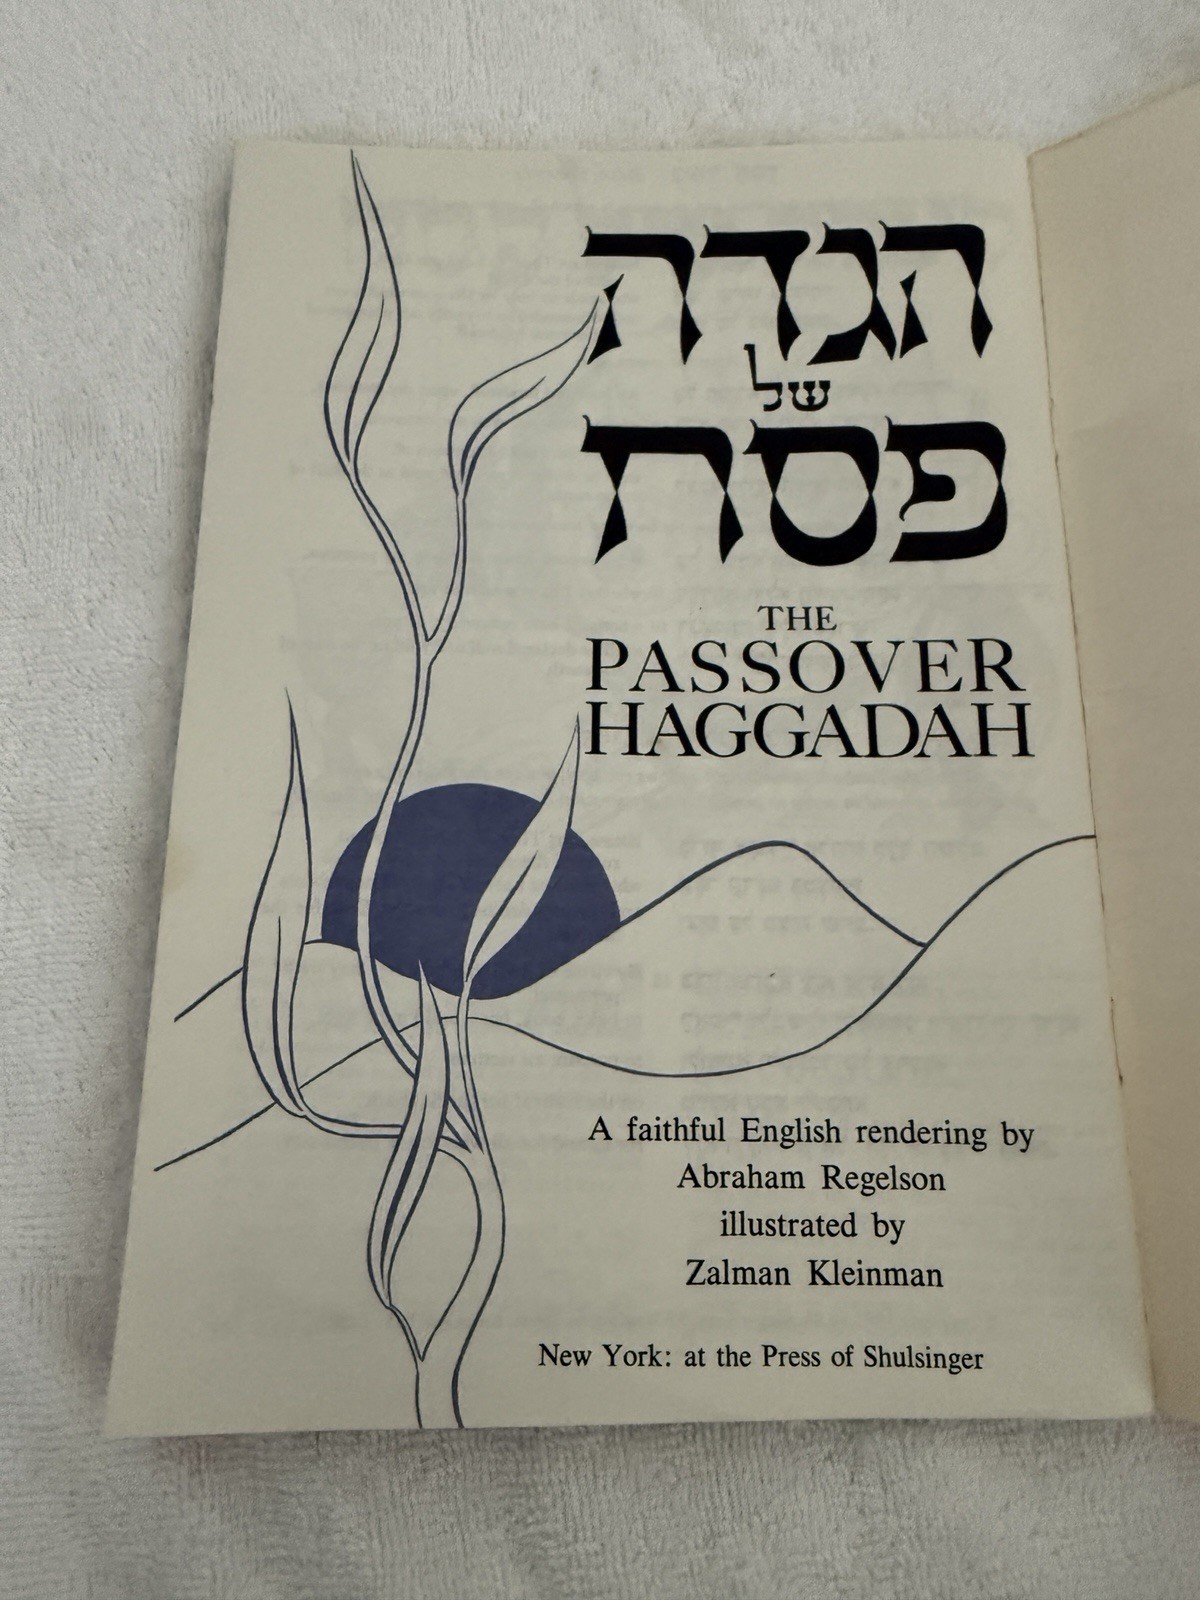 הגדה
של
פסח
THE
PASSOVER
HAGGADAH
A faithful English rendering by
Abraham Regelson
illustrated by
Zalman Kleinman
New York: at the Press of Shulsinger